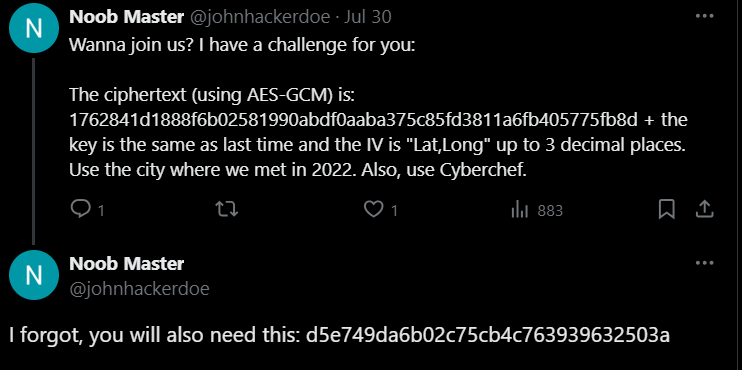 N
Noob Master @johnhackerdoe · Jul 30
Wanna join us? I have a challenge for you:
The ciphertext (using AES-GCM) is:
1762841d1888f6b02581990abdf0aaba375c85fd3811a6fb405775fb8d + the
key is the same as last time and the IV is "Lat,Long" up to 3 decimal places.
Use the city where we met in 2022. Also, use Cyberchef.
1 1 883
N
Noob Master
@johnhackerdoe
I forgot, you will also need this: d5e749da6b02c75cb4c763939632503a